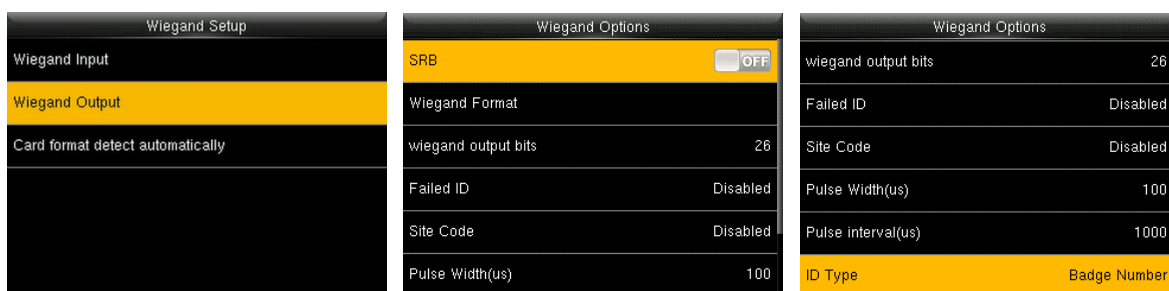 Wiegand Setup
Wiegand Input
Wiegand Output
Card format detect automatically
Wiegand Options
SRB OFF
Wiegand Format
wiegand output bits 26
Failed ID Disabled
Site Code Disabled
Pulse Width(us) 100
Wiegand Options
wiegand output bits 26
Failed ID Disabled
Site Code Disabled
Pulse Width(us) 100
Pulse interval(us) 1000
ID Type Badge Number